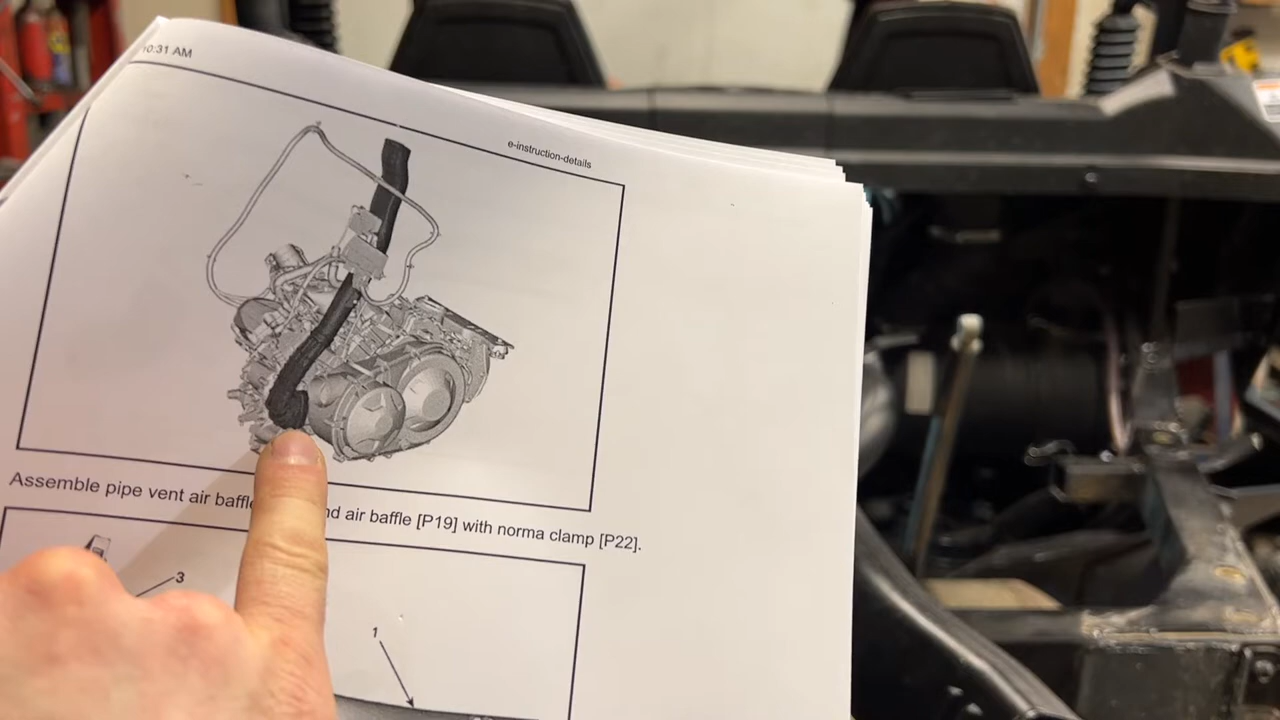 10:31 AM
e-instruction-details
Assemble pipe vent air baffle nd air baffle [P19] with norma clamp [P22].
3
1